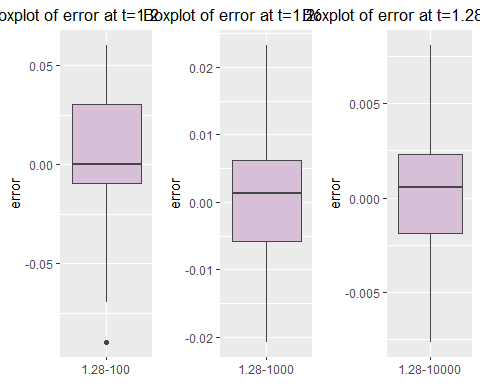 oxplot of error at t=1.2
Boxplot of error at t=1.28
Boxplot of error at t=1.28
error
0.05
0.00
-0.05
1.28-100
error
0.02
0.01
0.00
-0.01
-0.02
1.28-1000
error
0.005
0.000
-0.005
1.28-10000